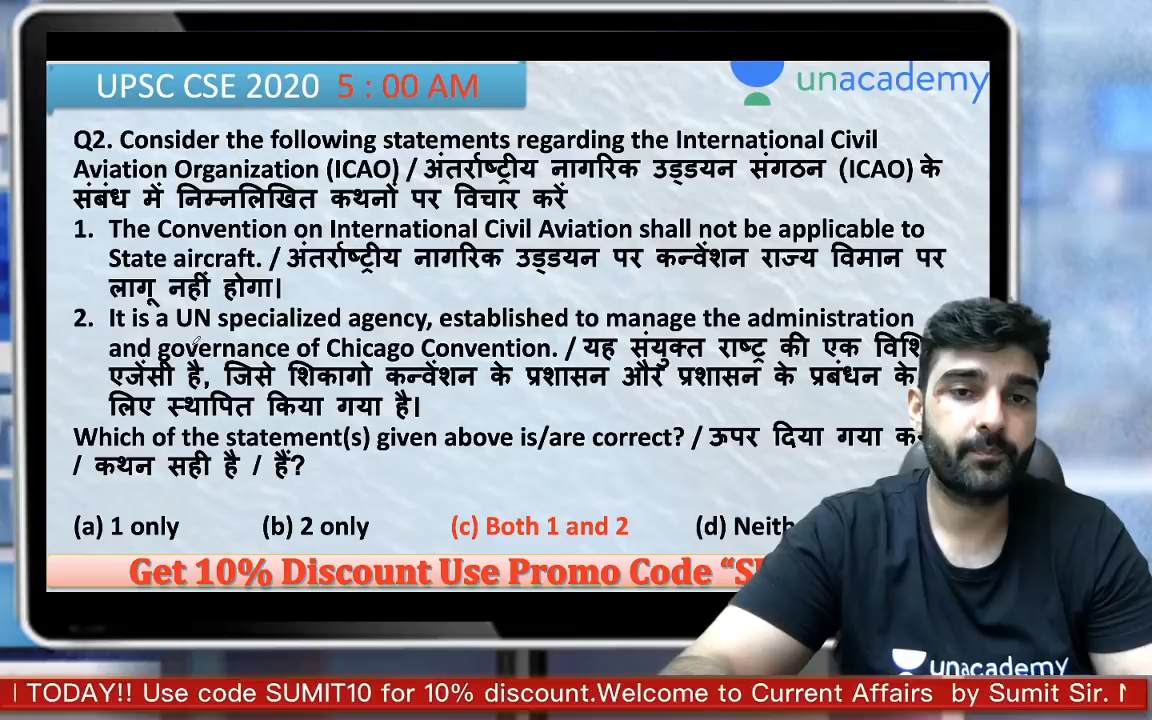 UPSC CSE 2020 5 : 00 AM
unacademy
Q2. Consider the following statements regarding the International Civil
Aviation Organization (ICAO) / अंतर्राष्ट्रीय नागरिक उड्डयन संगठन (ICAO) के
संबंध में निम्नलिखित कथनों पर विचार करें
1. The Convention on International Civil Aviation shall not be applicable to
State aircraft. / अंतर्राष्ट्रीय नागरिक उड्डयन पर कन्वेंशन राज्य विमान पर
लागू नहीं होगा।
2. It is a UN specialized agency, established to manage the administration
and governance of Chicago Convention. / यह संयुक्त राष्ट्र की एक
एजेंसी है, जिसे शिकागो कन्वेंशन के प्रशासन और प्रशासन के प्रबंधन के
लिए स्थापित किया गया है।
Which of the statement(s) given above is/are correct? / ऊपर दिया गया
/ कथन सही है / हैं?
(a) 1 only (b) 2 only (c) Both 1 and 2 (d)
Get 10% Discount Use Promo Code
unacademy
TODAY!! Use code SUMIT10 for 10% discount.Welcome to Current Affairs by Sumit Sir.